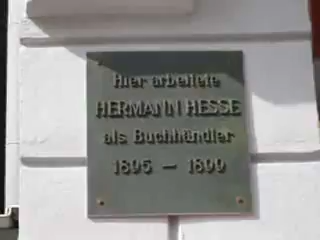 Hier arbeitete
HERMANN HESSE
als Buchhändler
1895 - 1899